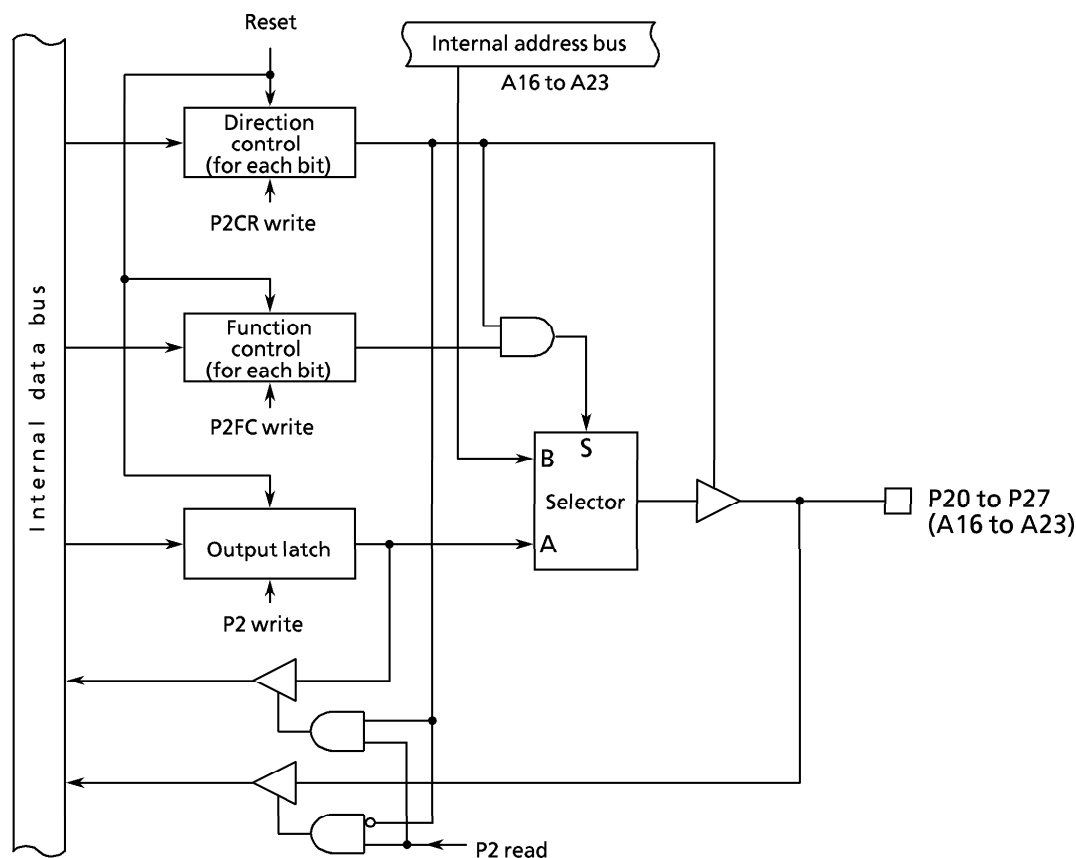 Reset
Internal address bus
A16 to A23
Direction
control
(for each bit)
P2CR write
Internal data bus
Function
control
(for each bit)
P2FC write
S
B
Selector
A
P20 to P27
(A16 to A23)
Output latch
P2 write
P2 read